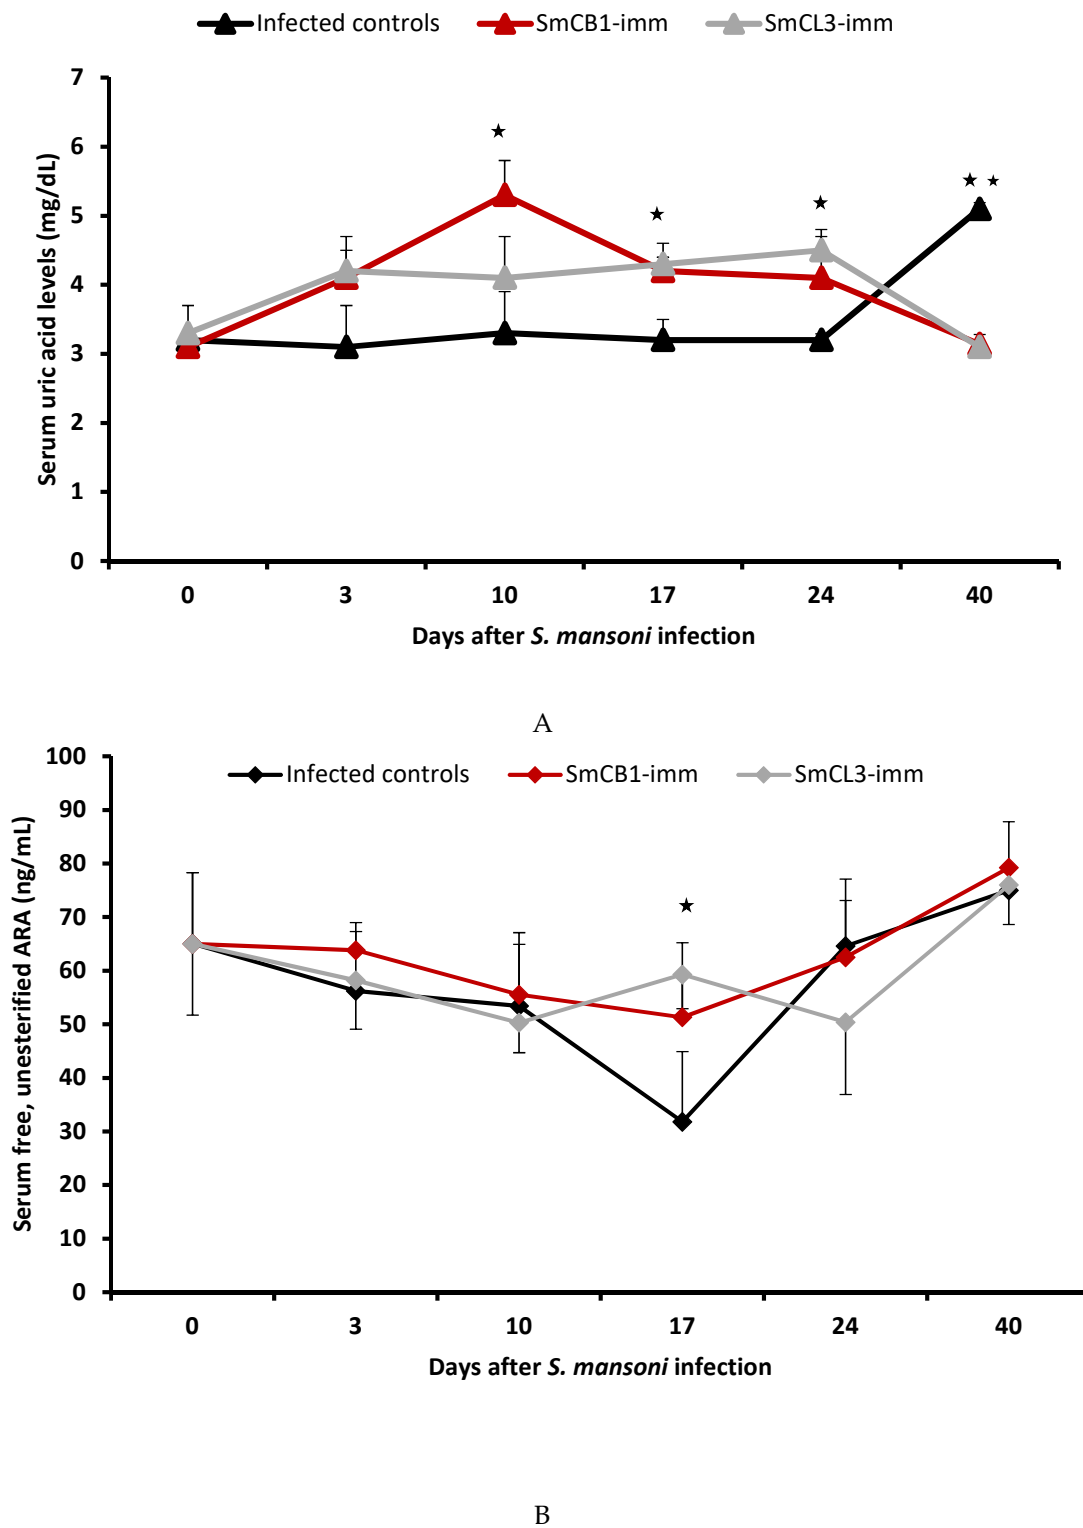 Infected controls SmCB1-imm SmCL3-imm
7
6
5
4
3
2
1
0
Serum uric acid levels (mg/dL)
0 3 10 17 24 40
Days after S. mansoni infection
A
Infected controls SmCB1-imm SmCL3-imm
100
90
80
70
60
50
40
30
20
10
0
Serum free, unesterified ARA (ng/mL)
0 3 10 17 24 40
Days after S. mansoni infection
B